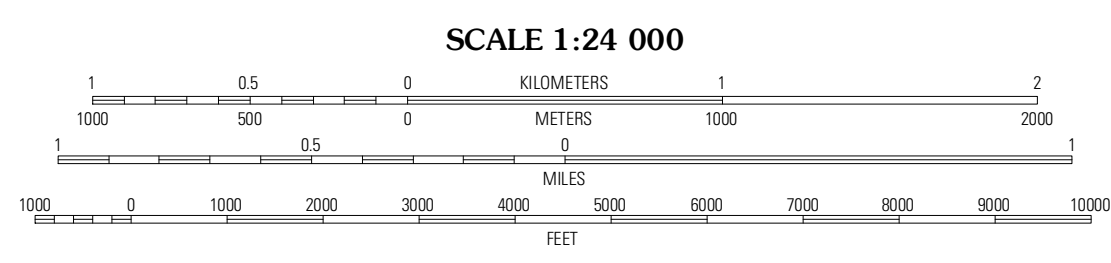 SCALE 1:24 000
1 0.5 0 KILOMETERS 1 2
1000 500 0 METERS 1000 2000
1 0.5 0 1
MILES
1000 0 1000 2000 3000 4000 5000 6000 7000 8000 9000 10000
FEET